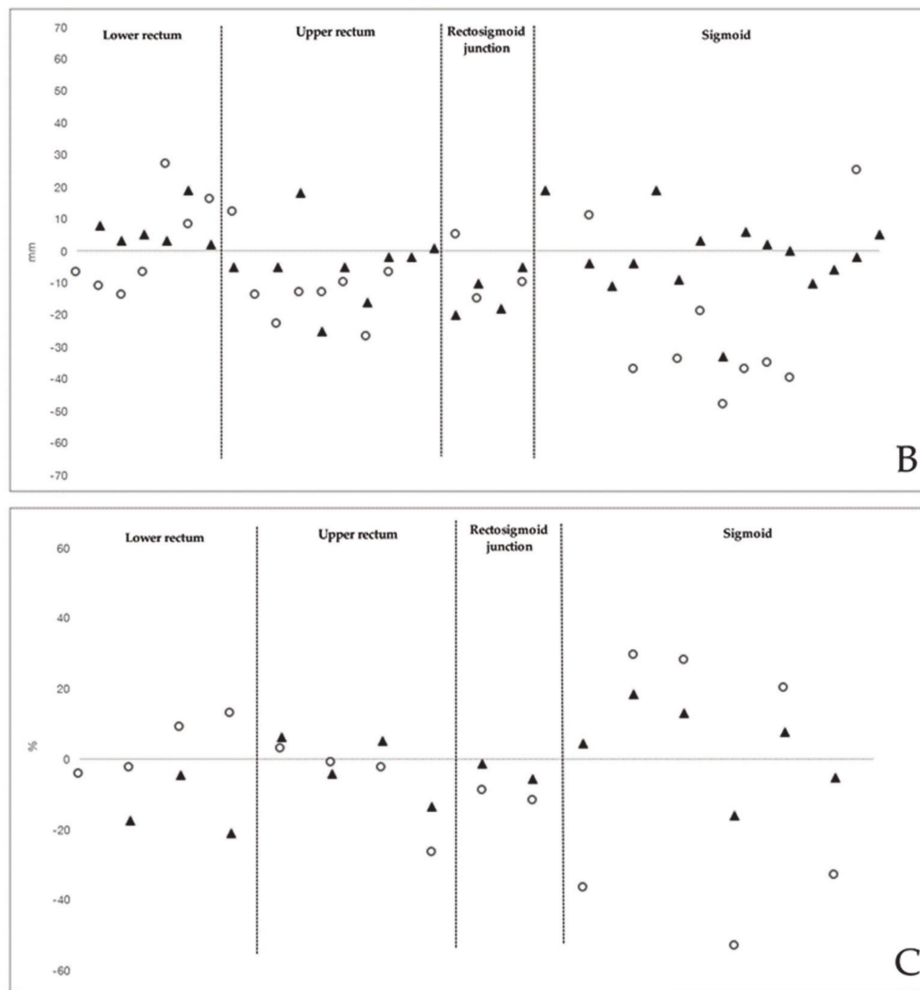 70
Lower rectum
Upper rectum
Rectosigmoid
junction
Sigmoid
60
50
40
30
20
10
0
mm
-10
-20
-30
-40
-50
-60
-70
B
Lower rectum
Upper rectum
Rectosigmoid
junction
Sigmoid
60
40
20
0
%
-20
-40
-60
C